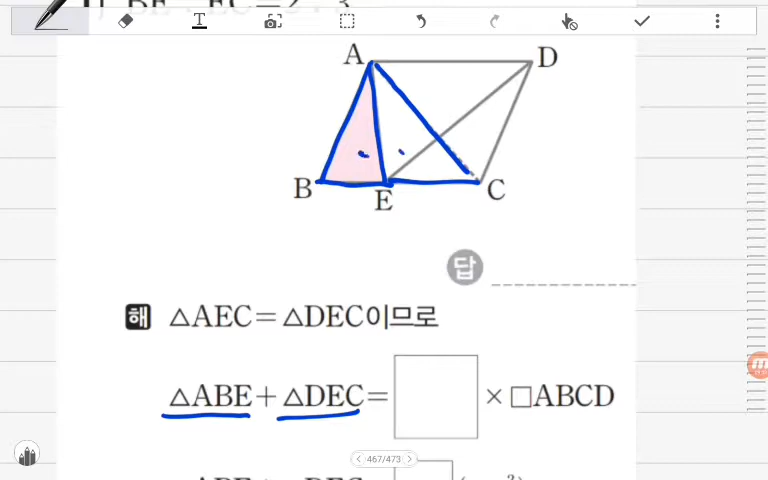 T
A
D
B
E
C
답
해 △AEC=△DEC이므로
△ABE+△DEC= × □ABCD
467/473